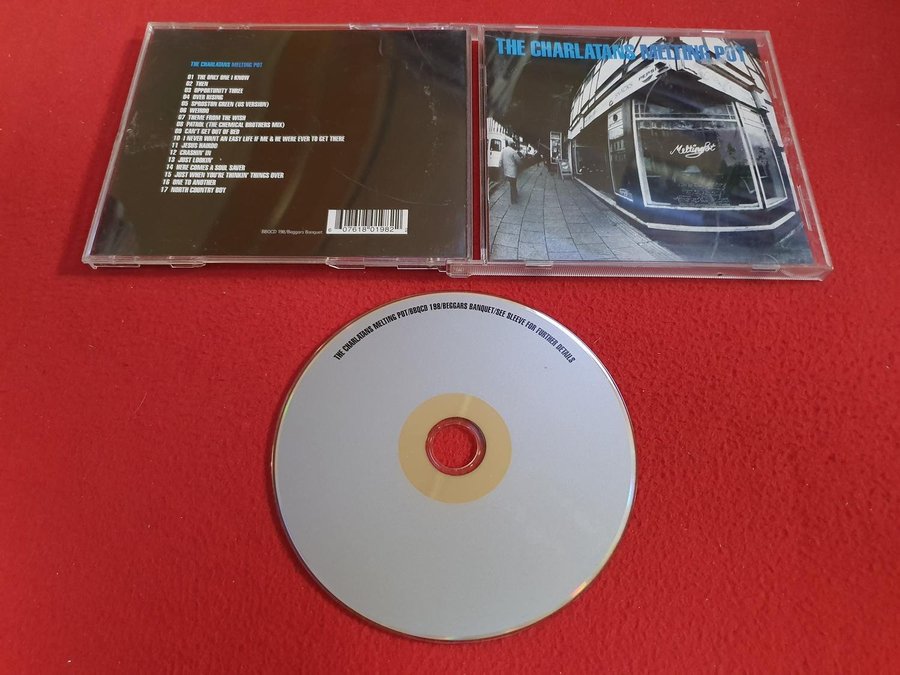 THE CHARLATANS MELTING POT
01 THE ONLY ONE I KNOW
02 THEN
03 OPPORTUNITY THREE
04 OVER RISING
05 SPROSTON GREEN (US VERSION)
06 WEIRDO
07 THEME FROM THE WISH
08 PATROL (THE CHEMICAL BROTHERS MIX)
09 CAN'T GET OUT OF BED
10 I NEVER WANT AN EASY LIFE IF ME & HE WERE EVER TO GET THERE
11 JESUS HAIRDO
12 CRASHIN' IN
13 JUST LOOKIN'
14 HERE COMES A SOUL SAVER
15 JUST WHEN YOU'RE THINKIN' THINGS OVER
16 ONE TO ANOTHER
17 NORTH COUNTRY BOY
BBQCD 198/Beggars Banquet
07618 01982
THE CHARLATANS MELTING POT
Melting Pot
THE CHARLATANS MELTING POT/BBQCD 198/BEGGARS BANQUET/SEE SLEEVE FOR FURTHER DETAILS